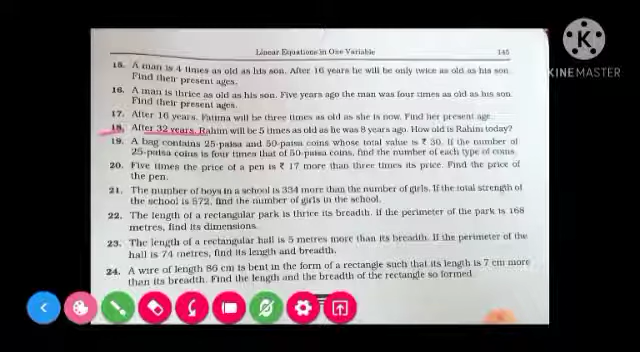 Linear Equations in One Variable 145
15. A man is 4 times as old as his son. After 16 years he will be only twice as old as his son.
Find their present ages.
16. A man is thrice as old as his son. Five years ago the man was four times as old as his son.
Find their present ages.
17. After 16 years, Fatima will be three times as old as she is now. Find her present age.
18. After 32 years, Rahim will be 5 times as old as he was 8 years ago. How old is Rahim today?
19. A bag contains 25-paisa and 50-paisa coins whose total value is ₹ 30. If the number of
25-paisa coins is four times that of 50-paisa coins, find the number of each type of coins.
20. Five times the price of a pen is ₹ 17 more than three times its price. Find the price of
the pen.
21. The number of boys in a school is 334 more than the number of girls. If the total strength of
the school is 572, find the number of girls in the school.
22. The length of a rectangular park is thrice its breadth. If the perimeter of the park is 168
metres, find its dimensions.
23. The length of a rectangular hall is 5 metres more than its breadth. If the perimeter of the
hall is 74 metres, find its length and breadth.
24. A wire of length 86 cm is bent in the form of a rectangle such that its length is 7 cm more
than its breadth. Find the length and the breadth of the rectangle so formed.
K
KINEMASTER